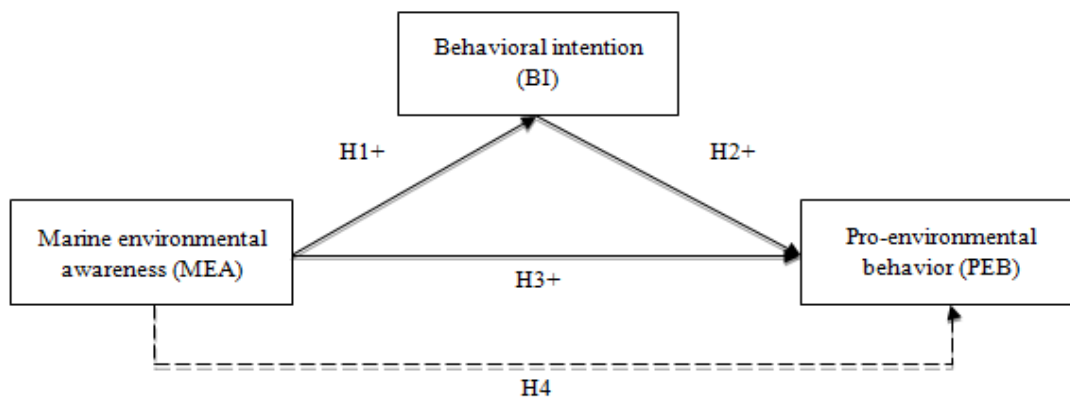 Behavioral intention
(BI)
H1+
H2+
Marine environmental
awareness (MEA)
Pro-environmental
behavior (PEB)
H3+
H4